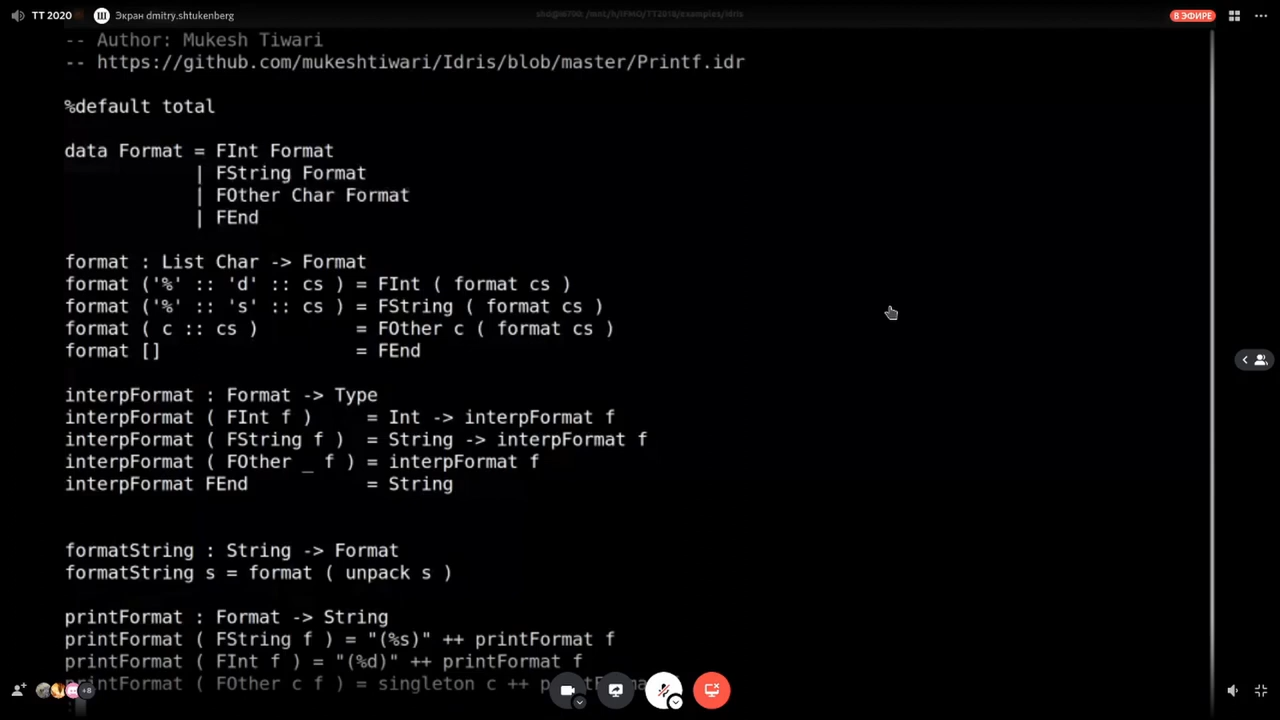 TT 2020
Экран dmitry.shtukenberg
В ЭФИРЕ
-- Author: Mukesh Tiwari
-- https://github.com/mukeshtiwari/Idris/blob/master/Printf.idr
%default total
data Format = FInt Format
| FString Format
| FOther Char Format
| FEnd
format : List Char -> Format
format ('%' :: 'd' :: cs ) = FInt ( format cs )
format ('%' :: 's' :: cs ) = FString ( format cs )
format ( c :: cs ) = FOther c ( format cs )
format [] = FEnd
interpFormat : Format -> Type
interpFormat ( FInt f ) = Int -> interpFormat f
interpFormat ( FString f ) = String -> interpFormat f
interpFormat ( FOther _ f ) = interpFormat f
interpFormat FEnd = String
formatString : String -> Format
formatString s = format ( unpack s )
printFormat : Format -> String
printFormat ( FString f ) = "(%s)" ++ printFormat f
printFormat ( FInt f ) = "(%d)" ++ printFormat f
printFormat ( FOther c f ) = singleton c ++
+8